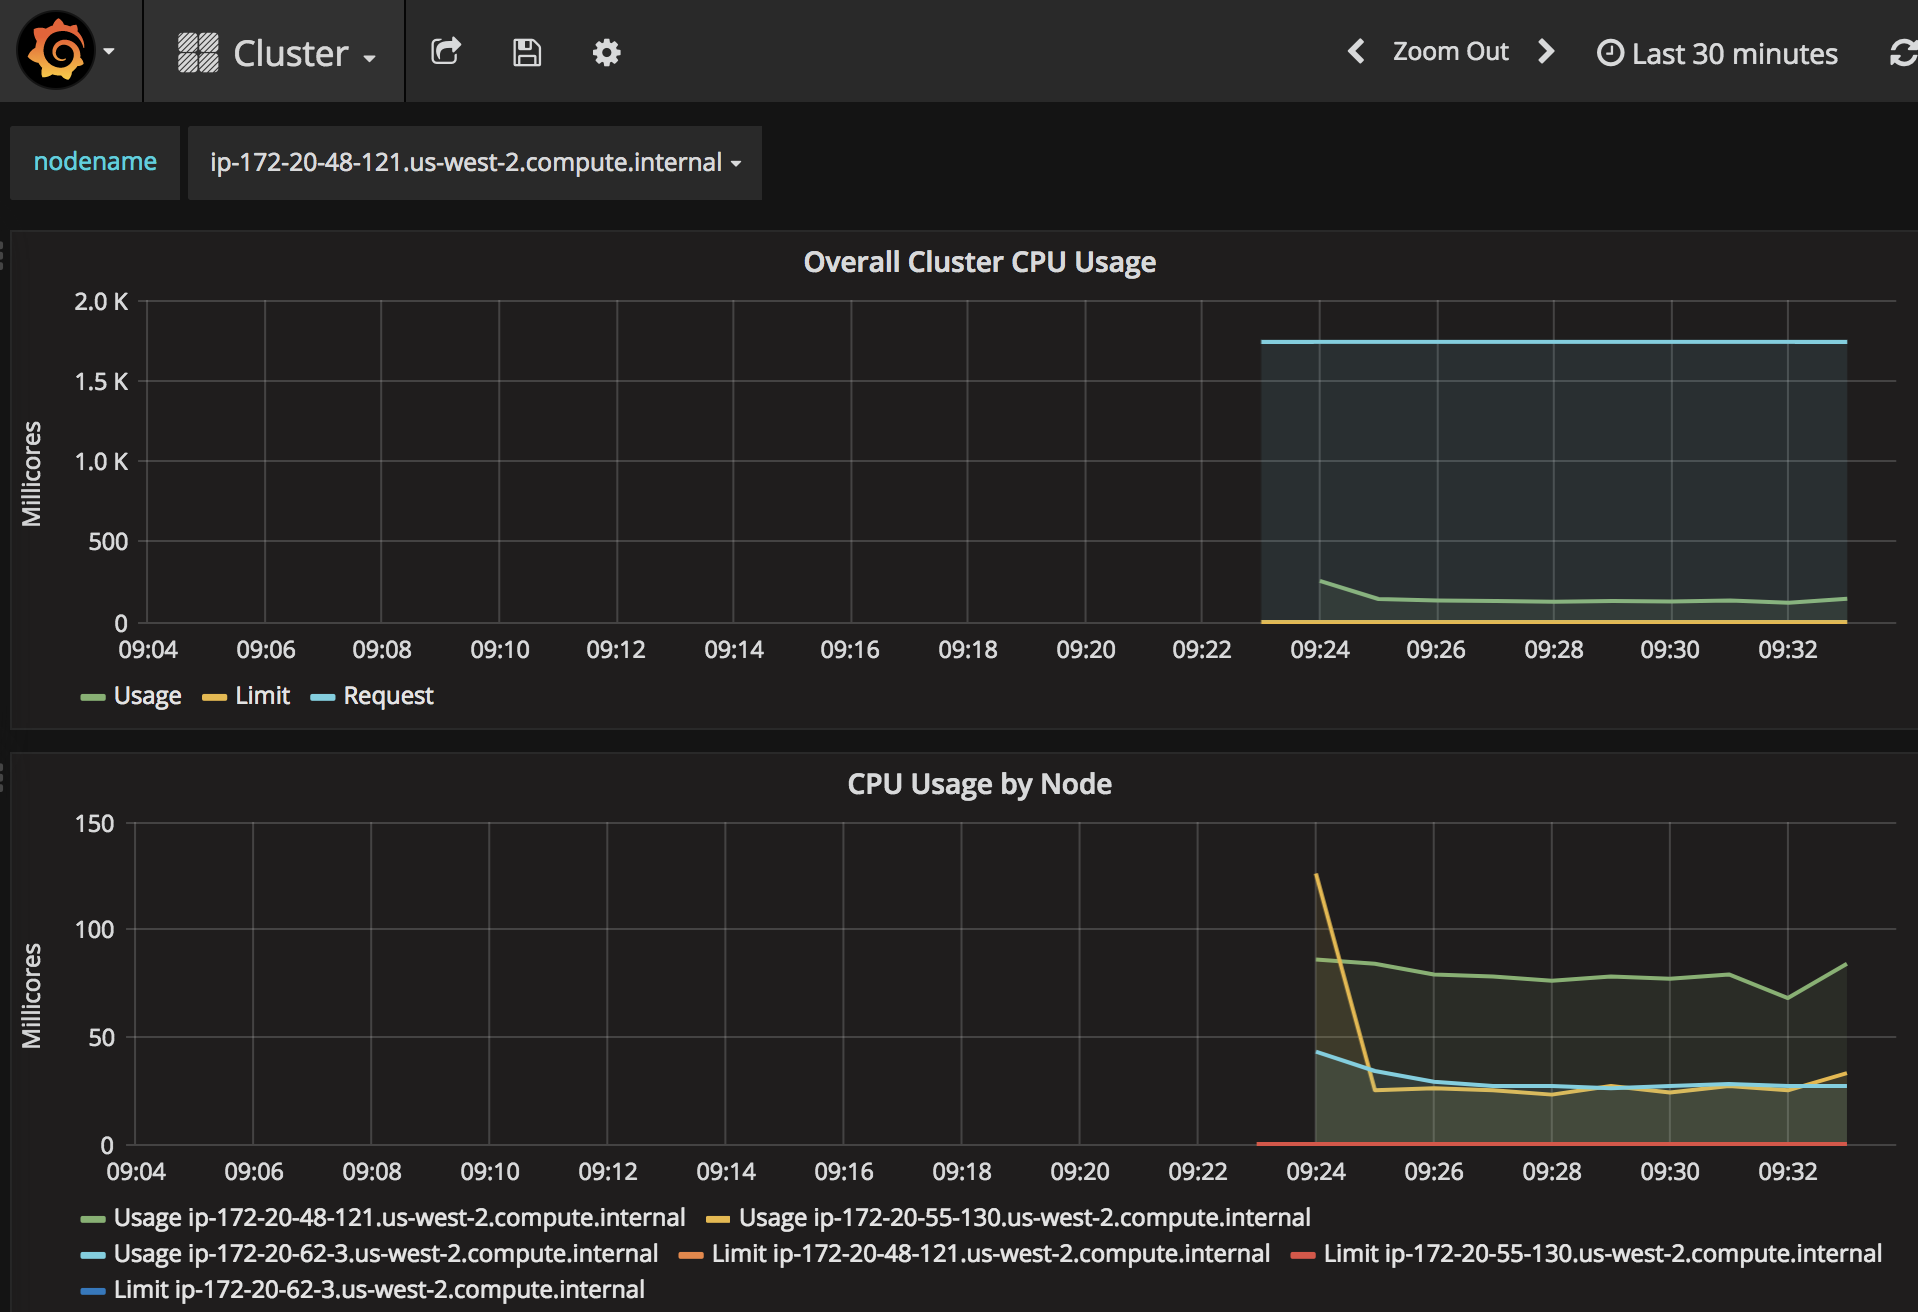 Cluster
Zoom Out
Last 30 minutes
nodename
ip-172-20-48-121.us-west-2.compute.internal
Overall Cluster CPU Usage
2.0 K
1.5 K
1.0 K
500
0
Millicores
09:04 09:06 09:08 09:10 09:12 09:14 09:16 09:18 09:20 09:22 09:24 09:26 09:28 09:30 09:32
Usage Limit Request
CPU Usage by Node
150
100
50
0
Millicores
09:04 09:06 09:08 09:10 09:12 09:14 09:16 09:18 09:20 09:22 09:24 09:26 09:28 09:30 09:32
Usage ip-172-20-48-121.us-west-2.compute.internal Usage ip-172-20-55-130.us-west-2.compute.internal
Usage ip-172-20-62-3.us-west-2.compute.internal Limit ip-172-20-48-121.us-west-2.compute.internal Limit ip-172-20-55-130.us-west-2.compute.internal
Limit ip-172-20-62-3.us-west-2.compute.internal